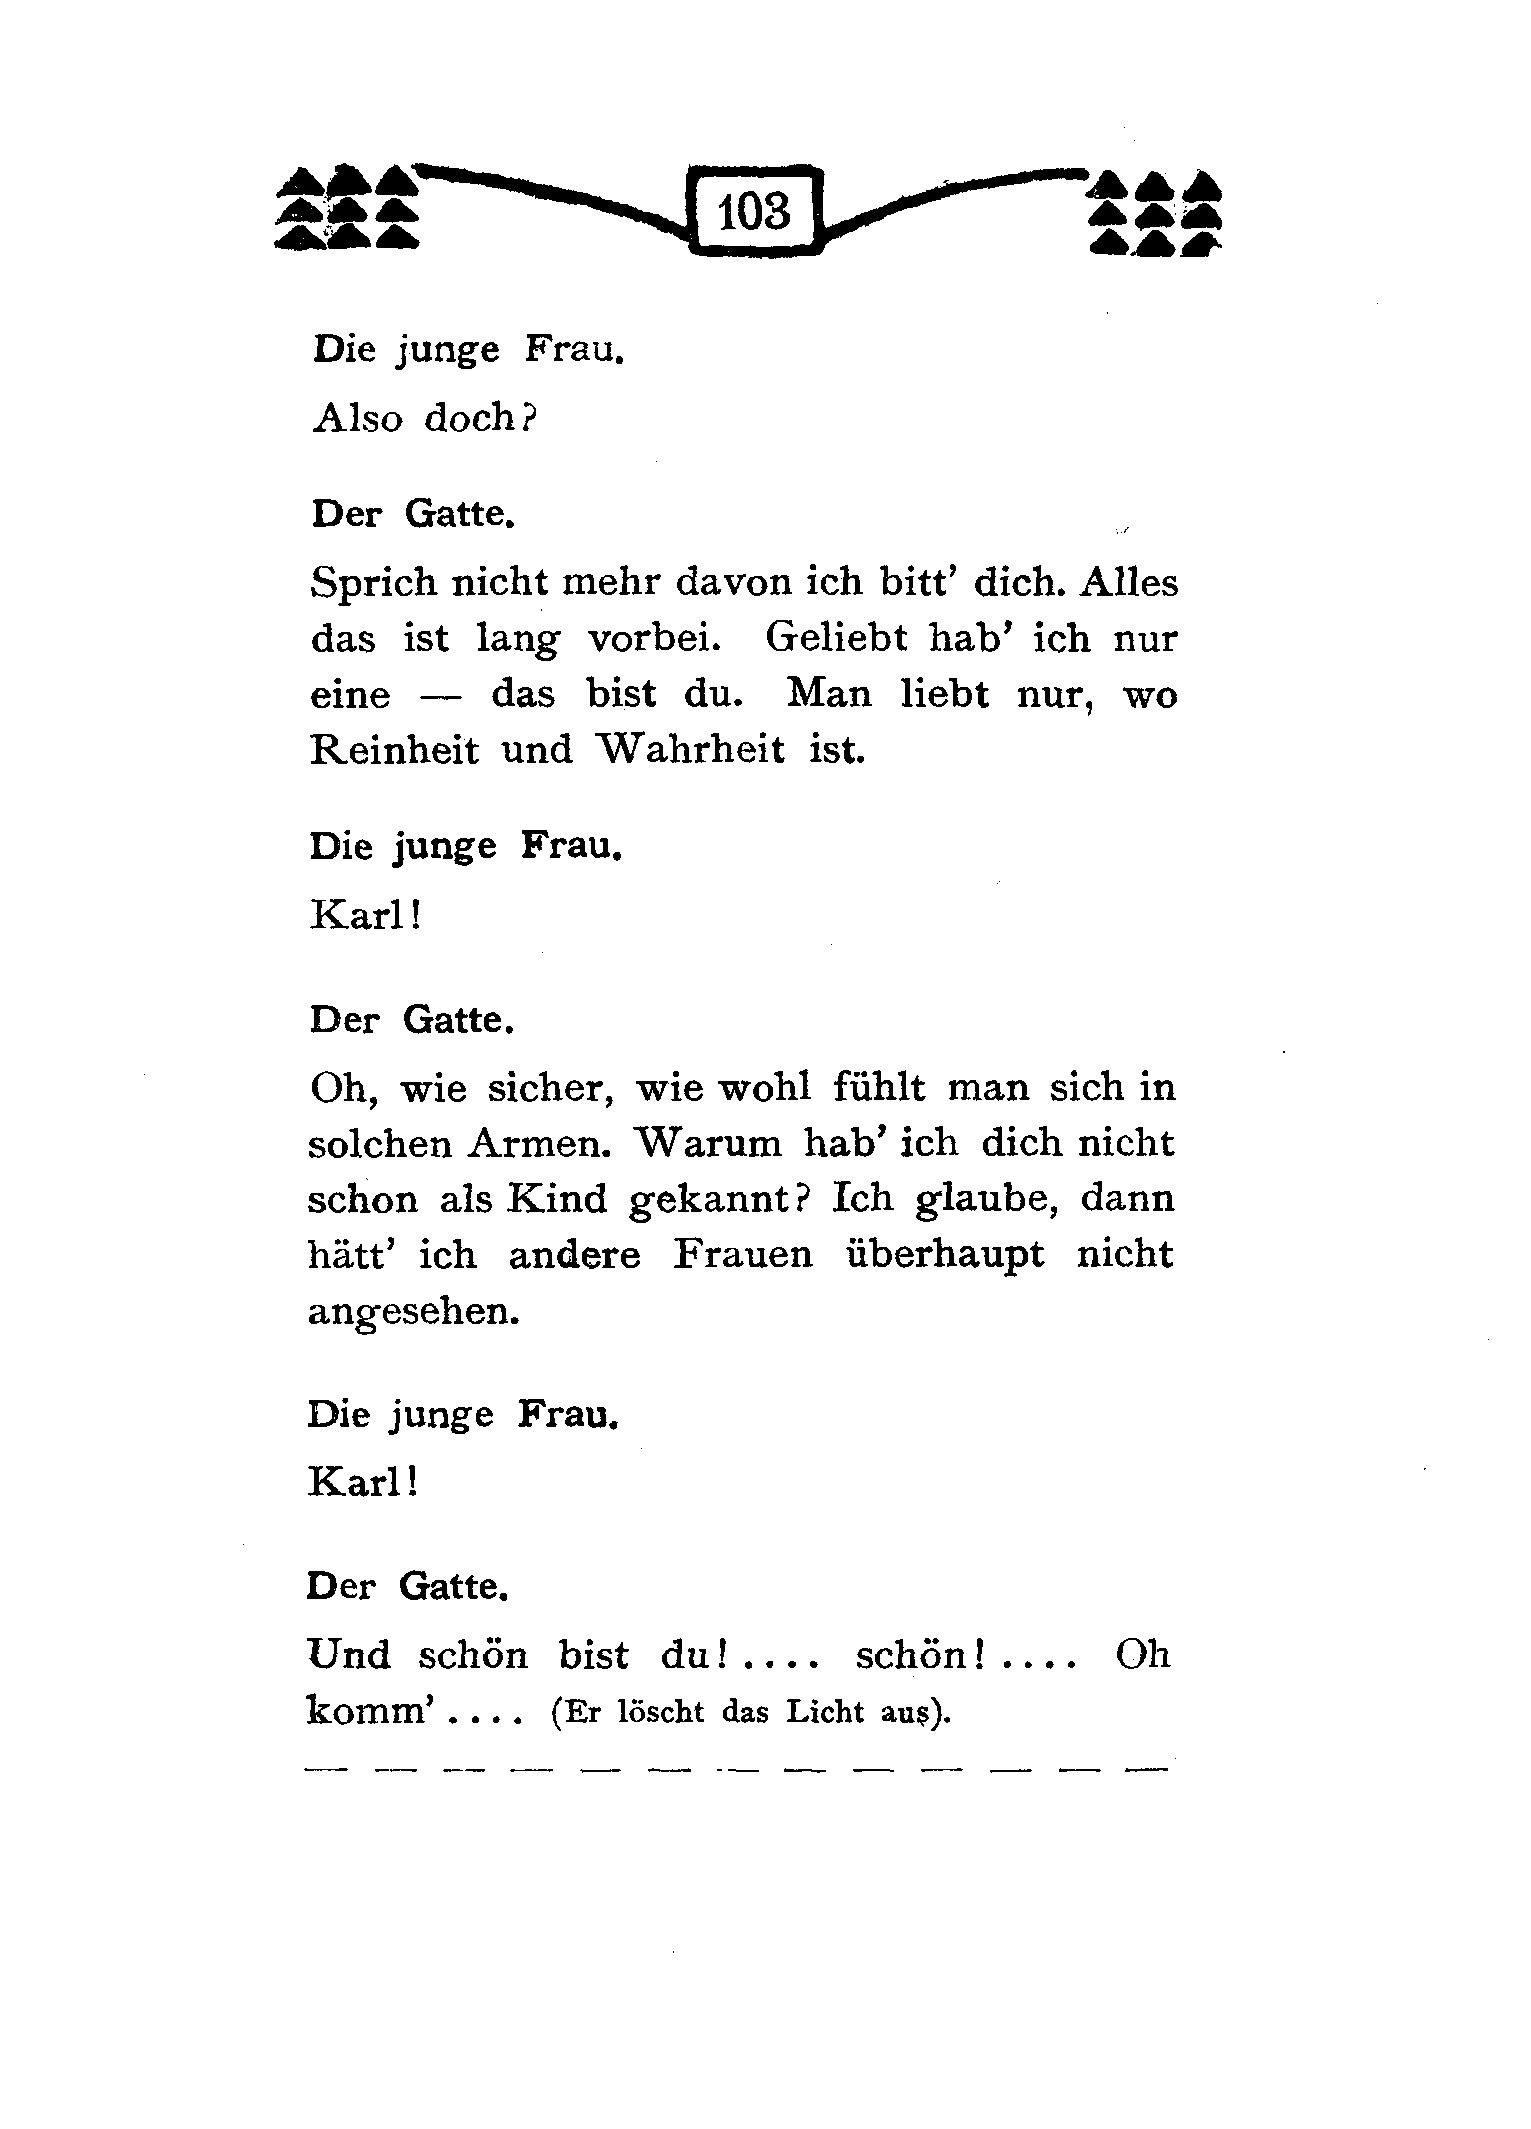 103
Die junge Frau.
Also doch?
Der Gatte.
Sprich nicht mehr davon ich bitt' dich. Alles
das ist lang vorbei. Geliebt hab' ich nur
eine — das bist du. Man liebt nur, wo
Reinheit und Wahrheit ist.
Die junge Frau.
Karl!
Der Gatte.
Oh, wie sicher, wie wohl fühlt man sich in
solchen Armen. Warum hab' ich dich nicht
schon als Kind gekannt? Ich glaube, dann
hätt' ich andere Frauen überhaupt nicht
angesehen.
Die junge Frau.
Karl!
Der Gatte.
Und schön bist du! .... schön! .... Oh
komm' .... (Er löscht das Licht aus).
— — — — — — — — — — — — —